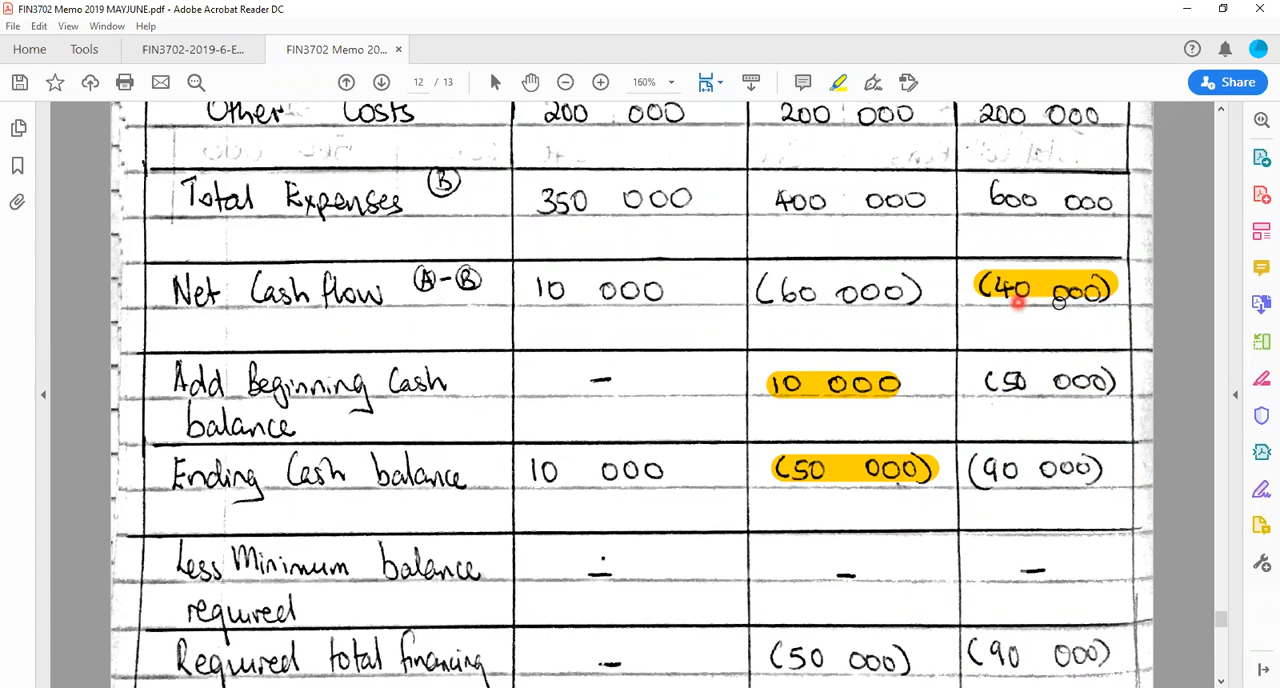 FIN3702 Memo 2019 MAYJUNE.pdf - Adobe Acrobat Reader DC
File Edit View Window Help
Home Tools FIN3702-2019-6-E... FIN3702 Memo 20... ×
12 / 13 160% Share
Other Costs 200 000 200 000 200 000
Total Expenses B 350 000 400 000 600 000
Net Cash flow A-B 10 000 (60 000) (40 000)
Add Beginning Cash — 10 000 (50 000)
balance
Ending Cash balance 10 000 (50 000) (90 000)
Less Minimum balance — — —
required
Required total financing — (50 000) (90 000)